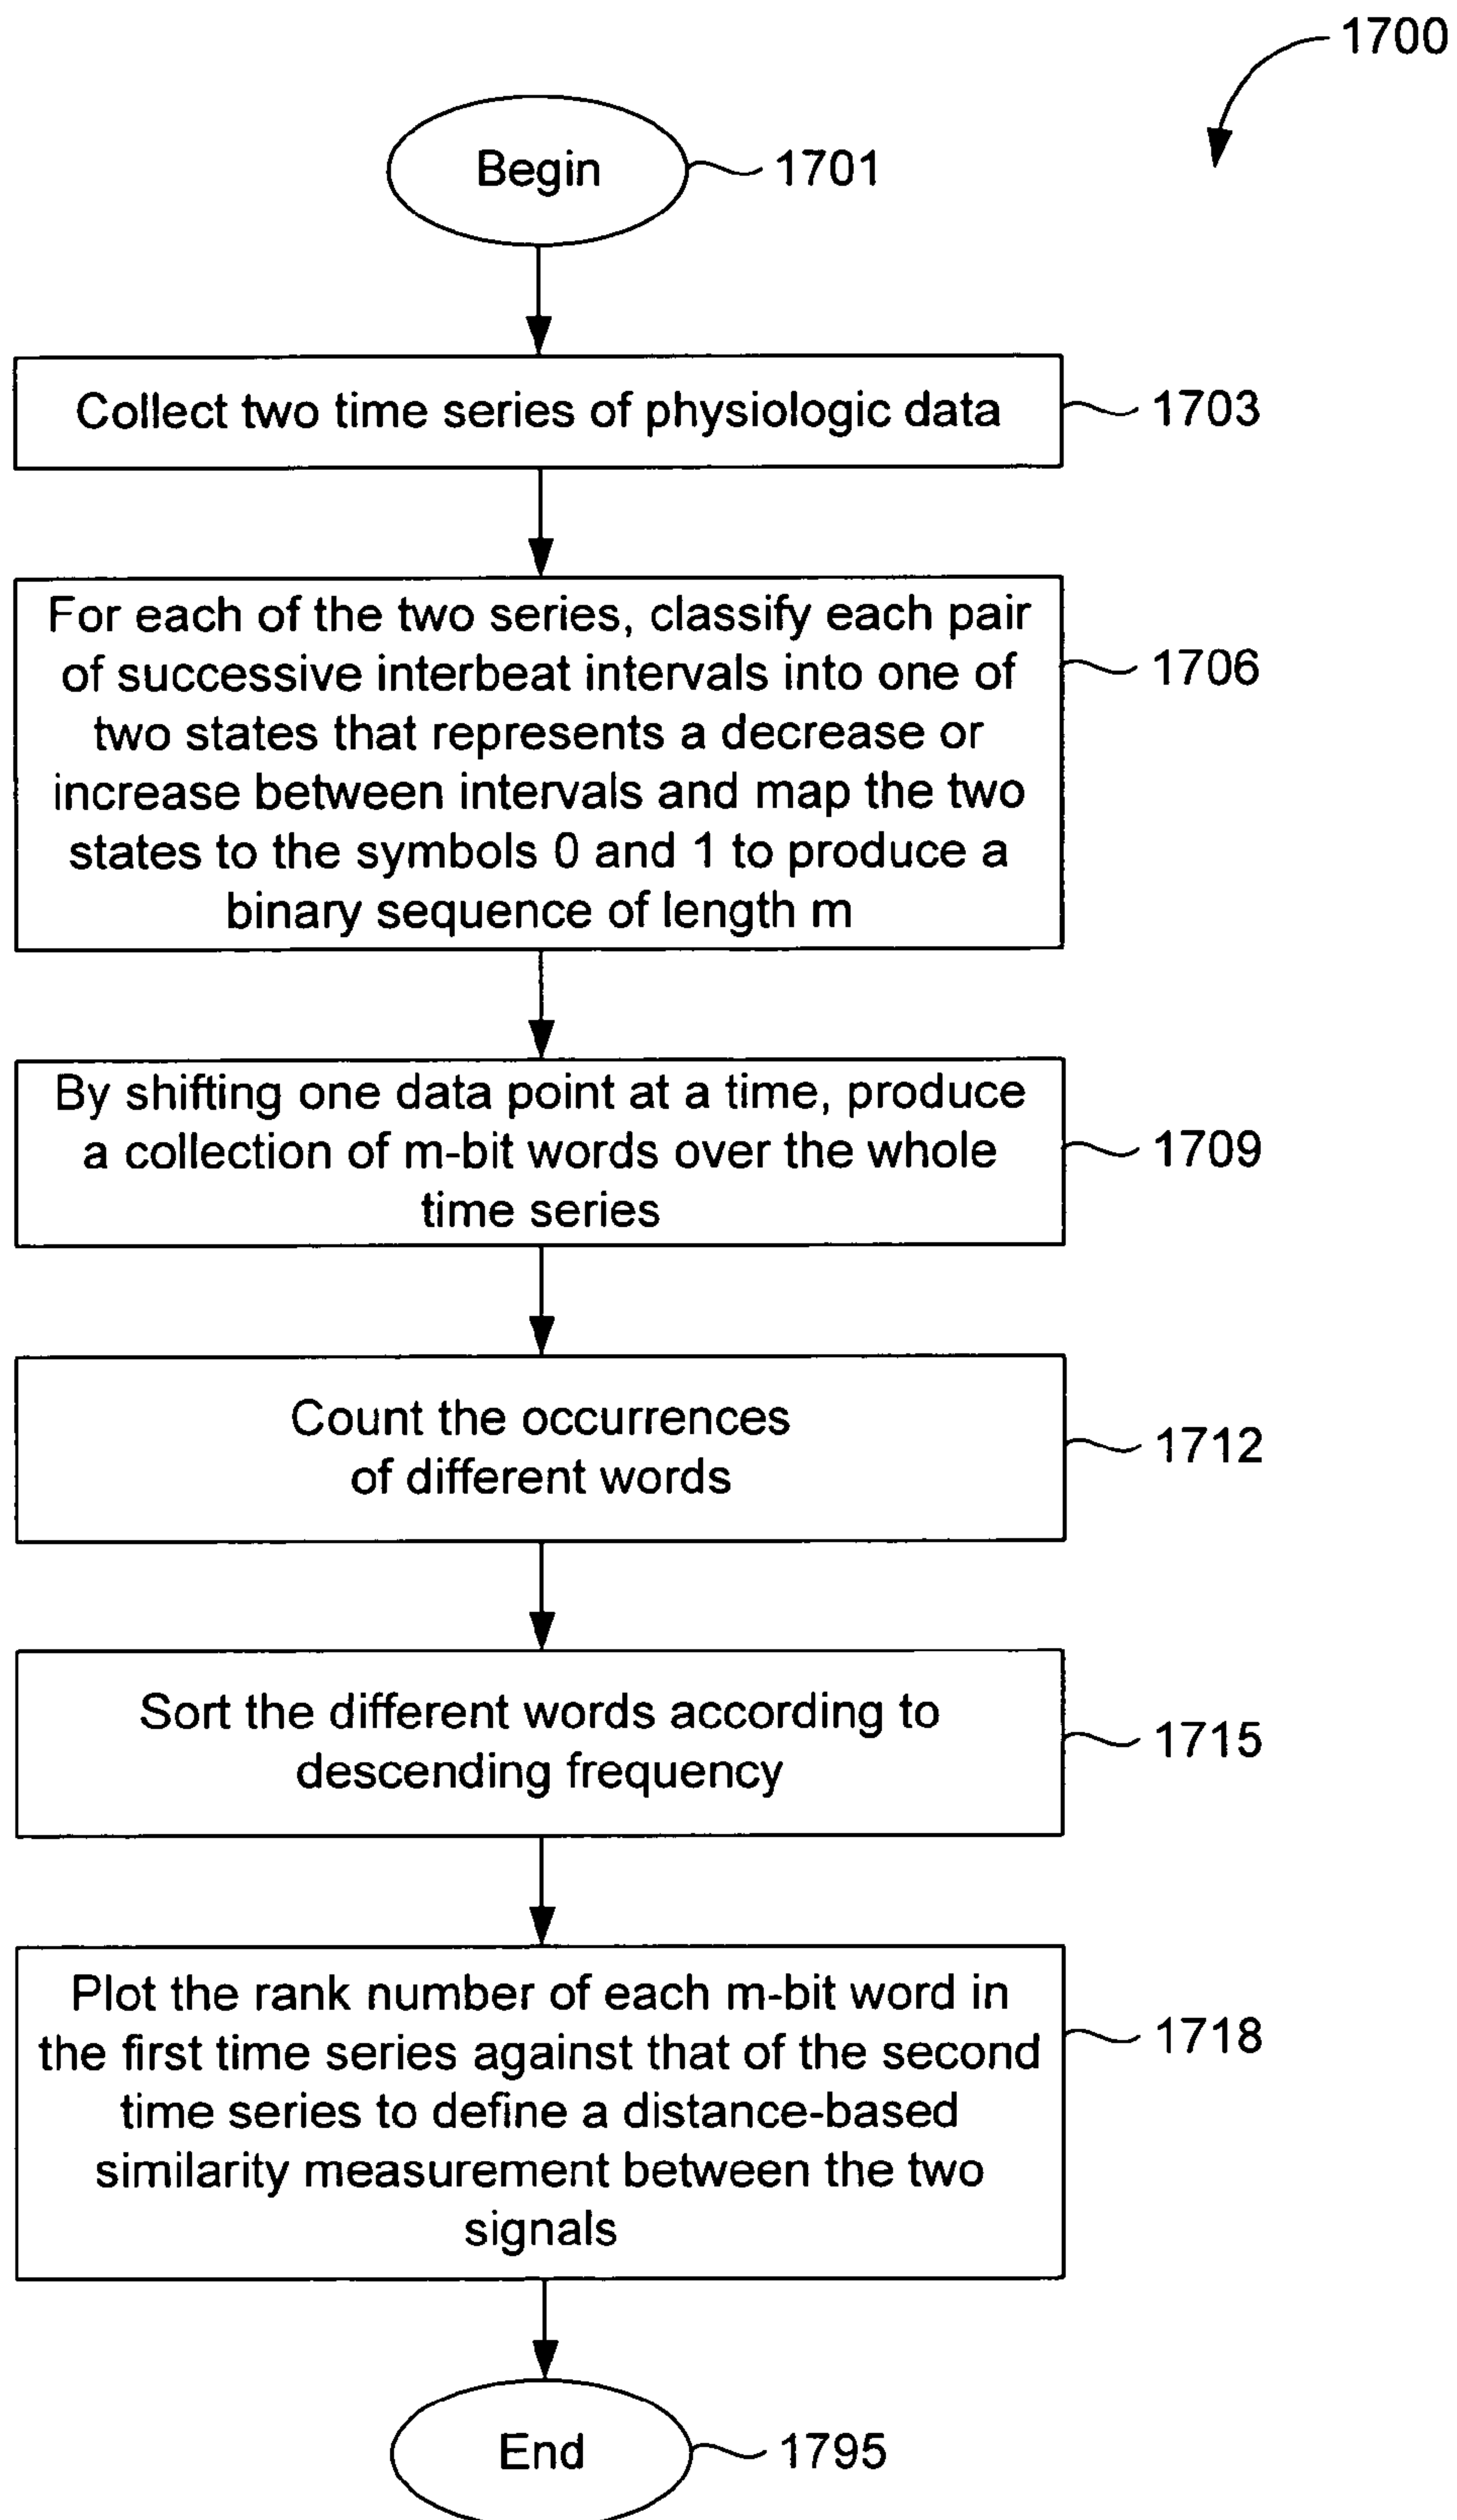 1700
Begin
1701
Collect two time series of physiologic data
1703
For each of the two series, classify each pair
of successive interbeat intervals into one of
two states that represents a decrease or
increase between intervals and map the two
states to the symbols 0 and 1 to produce a
binary sequence of length m
1706
By shifting one data point at a time, produce
a collection of m-bit words over the whole
time series
1709
Count the occurrences
of different words
1712
Sort the different words according to
descending frequency
1715
Plot the rank number of each m-bit word in
the first time series against that of the second
time series to define a distance-based
similarity measurement between the two
signals
1718
End
1795